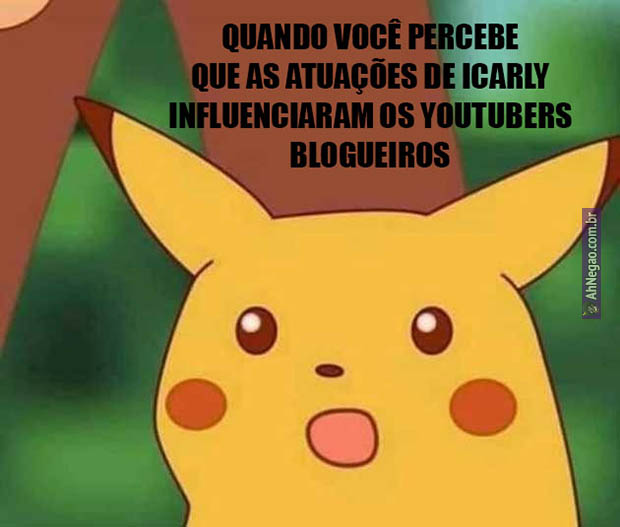 QUANDO VOCÊ PERCEBE
QUE AS ATUAÇÕES DE ICARLY
INFLUENCIARAM OS YOUTUBERS
BLOGUEIROS
AhNegao.com.br